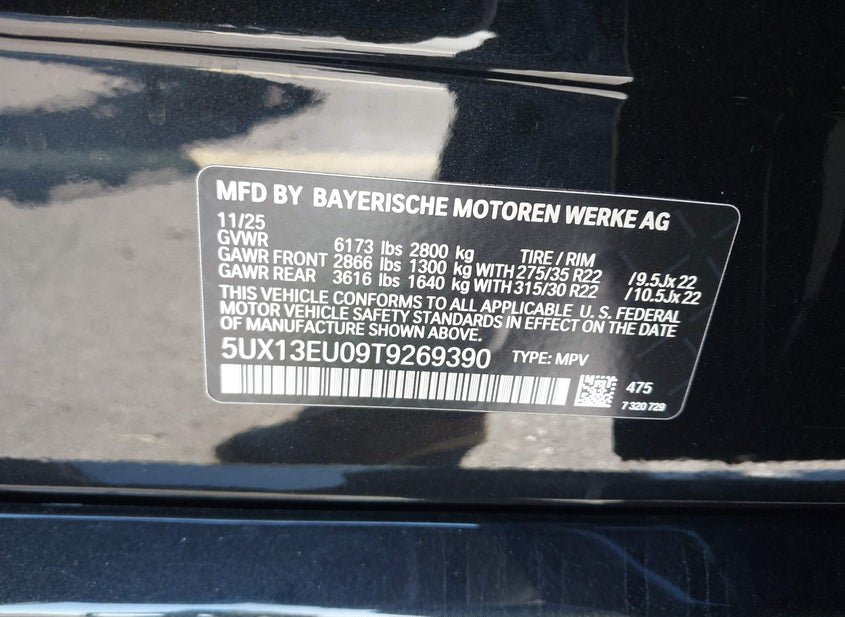 MFD BY BAYERISCHE MOTOREN WERKE AG
11/25
GVWR 6173 lbs 2800 kg TIRE / RIM
GAWR FRONT 2866 lbs 1300 kg WITH 275/35 R22 /9.5Jx22
GAWR REAR 3616 lbs 1640 kg WITH 315/30 R22 /10.5Jx22
THIS VEHICLE CONFORMS TO ALL APPLICABLE U. S. FEDERAL
MOTOR VEHICLE SAFETY STANDARDS IN EFFECT ON THE DATE
OF MANUFACTURE SHOWN ABOVE.
5UX13EU09T9269390 TYPE: MPV
475
7 320 729